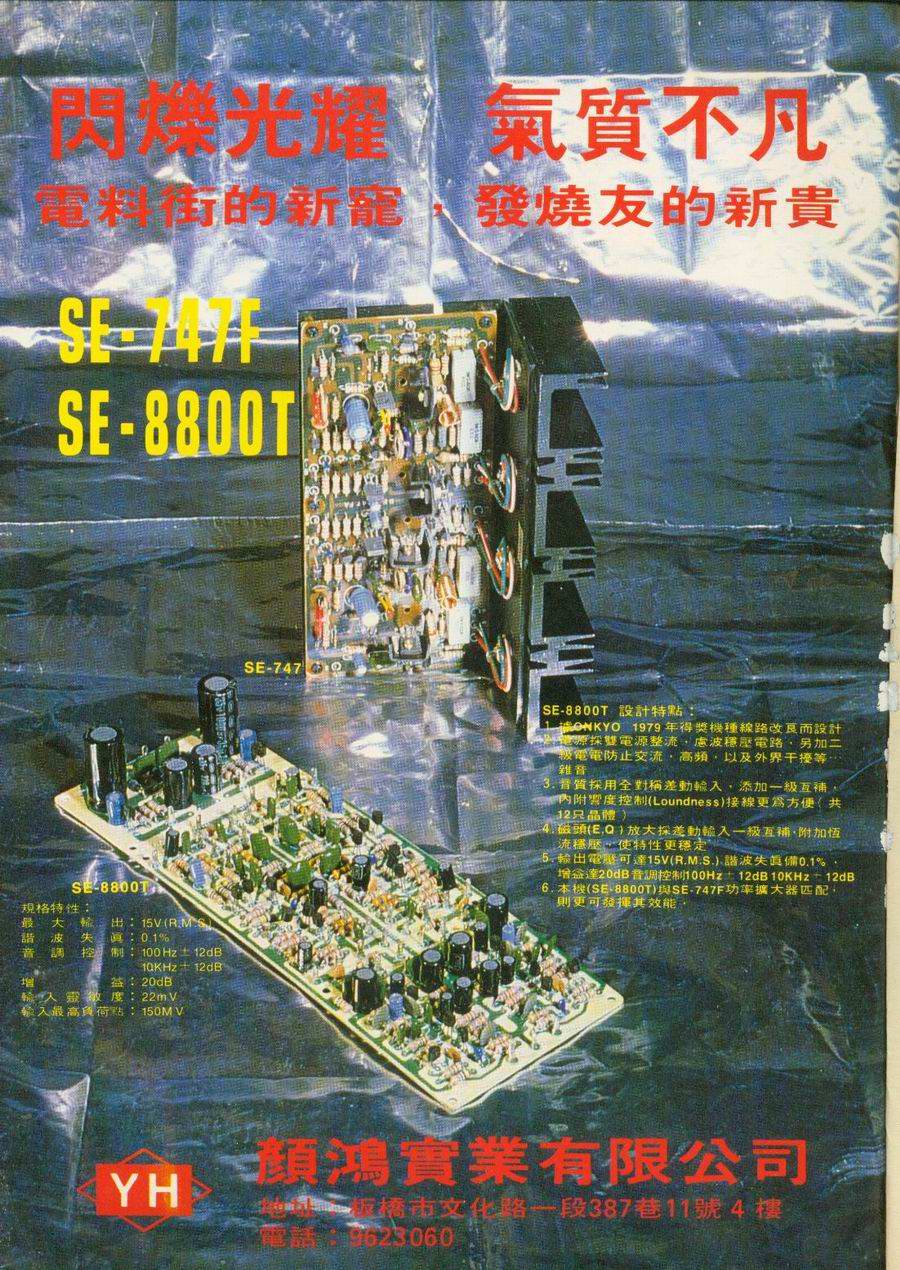 閃爍光耀　氣質不凡
電料街的新寵，發燒友的新貴
SE-747F
SE-8800T
SE-747
SE-8800T 設計特點：
1. 據ONKYO 1979年得獎機種線路改良而設計
2. 電源採雙電源整流，慮波穩壓電路，另加二
級電電防止交流，高頻，以及外界干擾等
雜音
3. 音質採用全對稱差動輸入，添加一級互補，
內附響度控制(Loundness)接線更為方便（共
12只晶體）
4. 磁頭(E.Q)放大採差動輸入一級互補，附加恆
流穩壓，使特性更穩定
5. 輸出電壓可達15V(R.M.S.)諧波失真僃0.1%，
增益達20dB音調控制100Hz±12dB 10KHz±12dB
6. 本機(SE-8800T)與SE-747F功率擴大器匹配，
則更可發揮其效能．
SE-8800T
規格特性：
最大輸出：15V(R.M.S)
諧波失真：0.1%
音調控制：100Hz±12dB
10KHz±12dB
增益：20dB
輸入靈敏度：22mV
輸入最高負荷點：150MV
YH
顏鴻實業有限公司
地址：板橋市文化路一段387巷11號4樓
電話：9623060